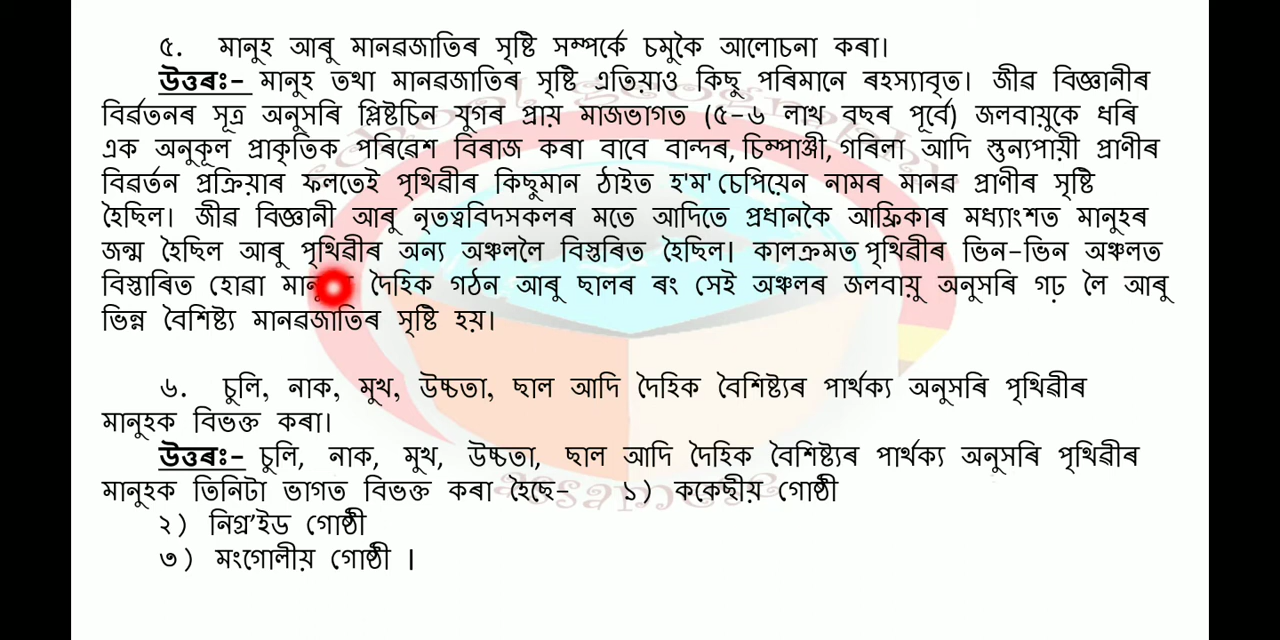 ৫. মানুহ আৰু মানৱজাতিৰ সৃষ্টি সম্পৰ্কে চমুকৈ আলোচনা কৰা।
উত্তৰঃ- মানুহ তথা মানৱজাতিৰ সৃষ্টি এতিয়াও কিছু পৰিমানে ৰহস্যাবৃত। জীৱ বিজ্ঞানীৰ
বিৰ্ৱতনৰ সূত্ৰ অনুসৰি প্লিষ্টচিন যুগৰ প্ৰায় মাজভাগত (৫-৬ লাখ বছৰ পূৰ্বে) জলবায়ুকে ধৰি
এক অনুকূল প্ৰাকৃতিক পৰিৱেশ বিৰাজ কৰা বাবে বান্দৰ, চিম্পাঞ্জী, গৰিলা আদি স্তন্যপায়ী প্ৰাণীৰ
বিৱৰ্তন প্ৰক্ৰিয়াৰ ফলতেই পৃথিৱীৰ কিছুমান ঠাইত হ'ম' চেপিয়েন নামৰ মানৱ প্ৰাণীৰ সৃষ্টি
হৈছিল। জীৱ বিজ্ঞানী আৰু নৃতত্ববিদসকলৰ মতে আদিতে প্ৰধানকৈ আফ্ৰিকাৰ মধ্যাংশত মানুহৰ
জন্ম হৈছিল আৰু পৃথিৱীৰ অন্য অঞ্চললৈ বিস্তৰিত হৈছিল। কালক্ৰমত পৃথিৱীৰ ভিন-ভিন অঞ্চলত
বিস্তাৰিত হোৱা দৈহিক গঠন আৰু ছালৰ ৰং সেই অঞ্চলৰ জলবায়ু অনুসৰি গঢ় লৈ আৰু
ভিন্ন বৈশিষ্ট্য মানৱজাতিৰ সৃষ্টি হয়।
৬. চুলি, নাক, মুখ, উচ্চতা, ছাল আদি দৈহিক বৈশিষ্ট্যৰ পাৰ্থক্য অনুসৰি পৃথিৱীৰ
মানুহক বিভক্ত কৰা।
উত্তৰঃ- চুলি, নাক, মুখ, উচ্চতা, ছাল আদি দৈহিক বৈশিষ্ট্যৰ পাৰ্থক্য অনুসৰি পৃথিৱীৰ
মানুহক তিনিটা ভাগত বিভক্ত কৰা হৈছে- ১) ককেছীয় গোষ্ঠী
২) নিগ্ৰ'ইড গোষ্ঠী
৩) মংগোলীয় গোষ্ঠী ।